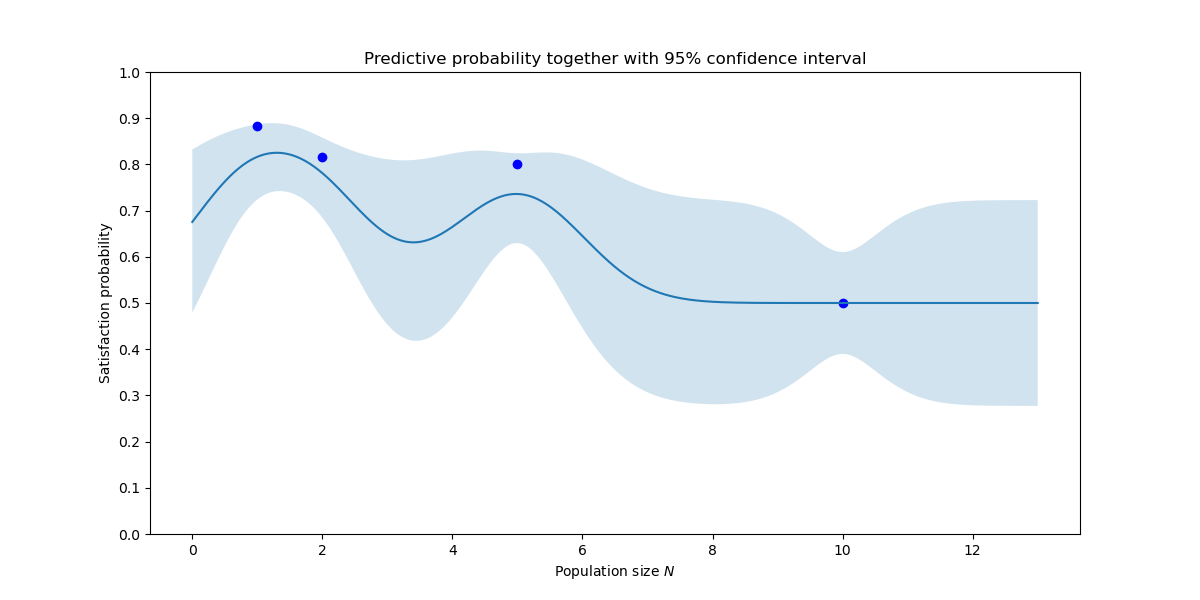 Predictive probability together with 95% confidence interval
1.0
0.9
0.8
0.7
0.6
0.5
0.4
0.3
0.2
0.1
0.0
Satisfaction probability
0 2 4 6 8 10 12
Population size N